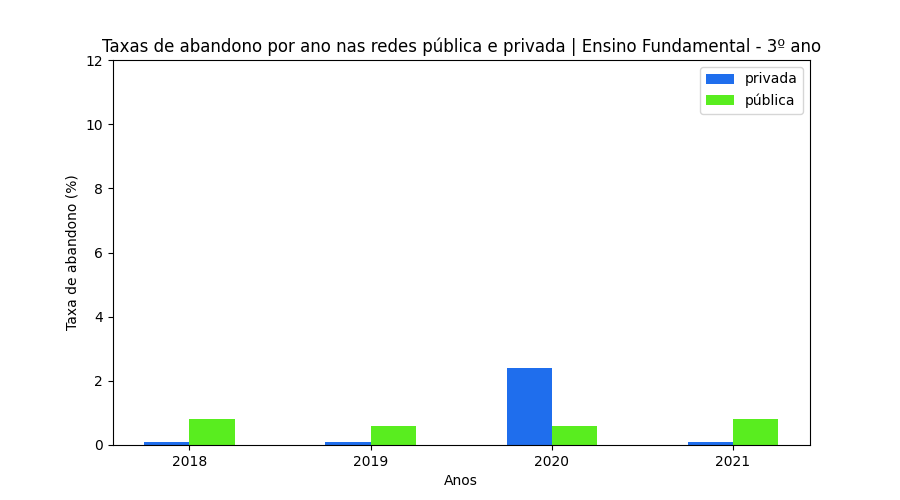 Taxas de abandono por ano nas redes pública e privada | Ensino Fundamental - 3º ano
privada
pública
12
10
8
6
4
2
0
Taxa de abandono (%)
2018 2019 2020 2021
Anos